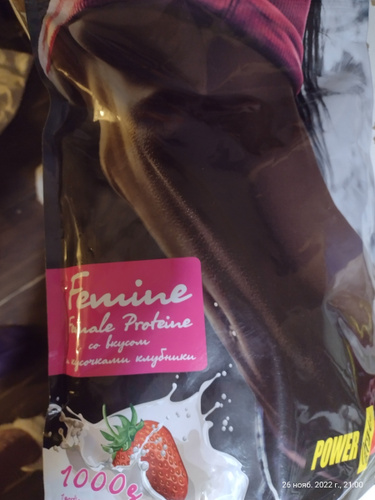 Femine
Female Proteine
со вкусом
и кусочками клубники
1000g
POWER
26 нояб. 2022 г., 21:00